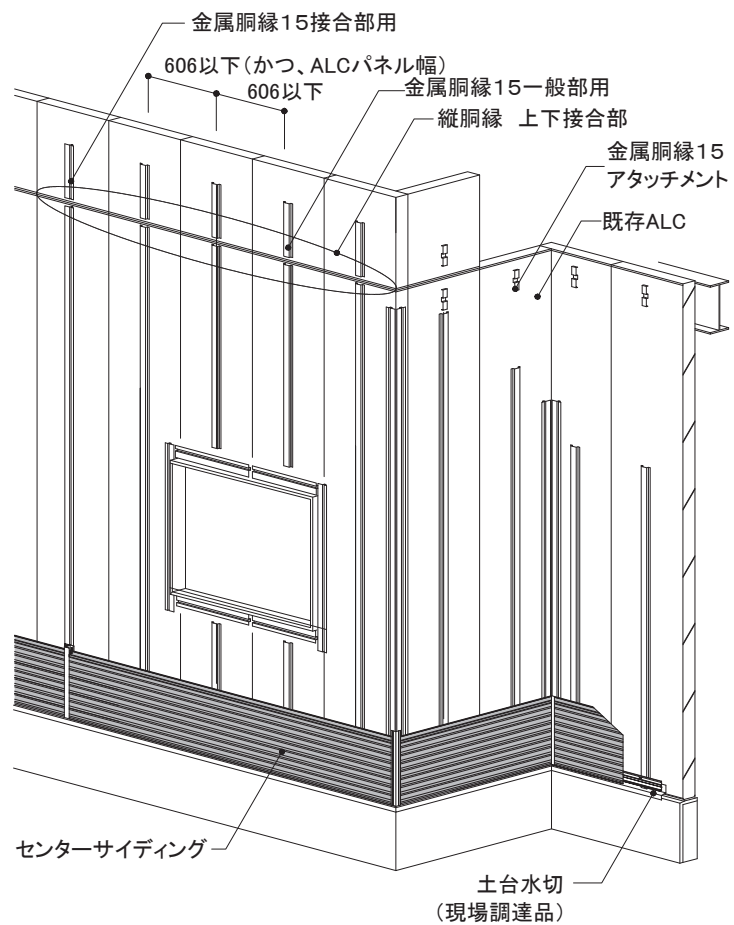 金属胴縁15接合部用
606以下(かつ、ALCパネル幅)
606以下
金属胴縁15一般部用
縦胴縁 上下接合部
金属胴縁15
アタッチメント
既存ALC
センターサイディング
土台水切
(現場調達品)